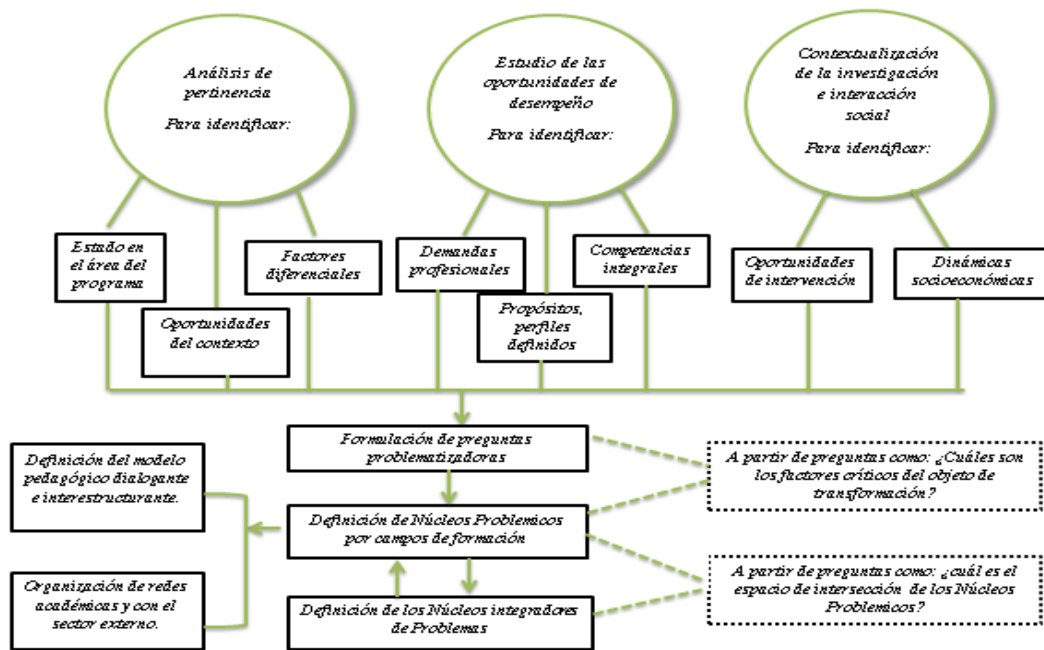 Análisis de
pertinencia
Para identificar:
Estudio de las
oportunidades de
desempeño
Para identificar:
Contextualización
de la investigación
e interacción
social
Para identificar:
Estado en
el área del
programa
Oportunidades
del contexto
Factores
diferenciales
Demandas
profesionales
Propósitos,
perfiles
definidos
Competencias
integrales
Oportunidades
de intervención
Dinámicas
socioeconómicas
Formulación de preguntas
problematizadoras
A partir de preguntas como: ¿Cuáles son
los factores críticos del objeto de
transformación?
Definición del modelo
pedagógico dialogante
e interestructurante.
Definición de Núcleos Problemicos
por campos de formación
Organización de redes
académicas y con el
sector externo.
Definición de los Núcleos integradores
de Problemas
A partir de preguntas como: ¿cuál es el
espacio de intersección de los Núcleos
Problemicos?